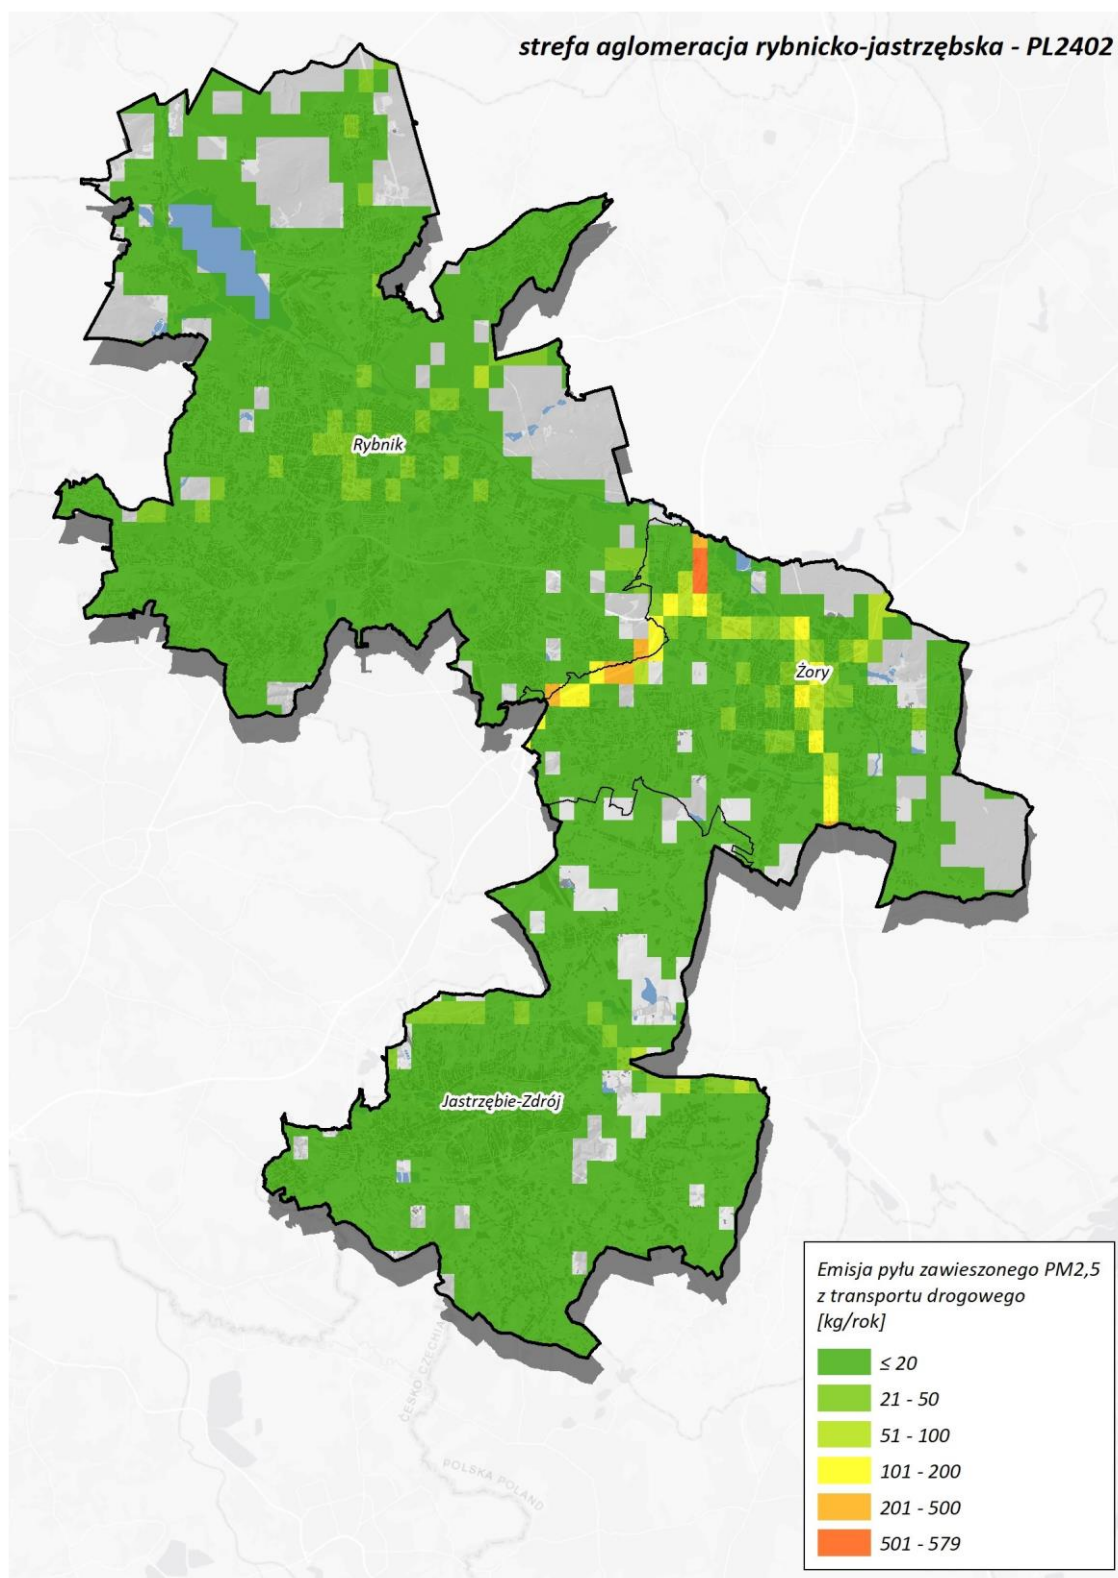 strefa aglomeracja rybnicko-jastrzębska - PL2402
Rybnik
Żory
Jastrzębie-Zdrój
Emisja pyłu zawieszonego PM2,5
z transportu drogowego
[kg/rok]
≤ 20
21 - 50
51 - 100
101 - 200
201 - 500
501 - 579
ČESKO CZECHIA
POLSKA POLAND